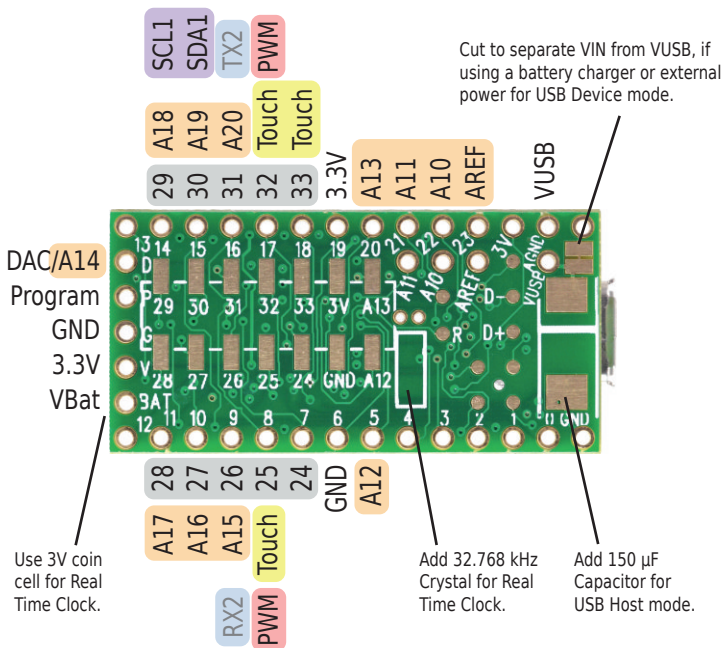 SCL1 SDA1 TX2 PWM
A18 A19 A20 Touch Touch
29 30 31 32 33 3.3V A13 A11 A10 AREF VUSB
Cut to separate VIN from VUSB, if
using a battery charger or external
power for USB Device mode.
DAC/A14
Program
GND
3.3V
VBat
13 14 15 16 17 18 19 20 21 22 23 3V AGND
D
A11 A10 AREF VUSB
P 29 30 31 32 33 3V A13 D-
G R D+
V 28 27 26 25 24 GND A12
BAT
12 11 10 9 8 7 6 5 4 3 2 1 0 GND
28 27 26 25 24 GND A12
A17 A16 A15 Touch
RX2 PWM
Use 3V coin
cell for Real
Time Clock.
Add 32.768 kHz
Crystal for Real
Time Clock.
Add 150 µF
Capacitor for
USB Host mode.